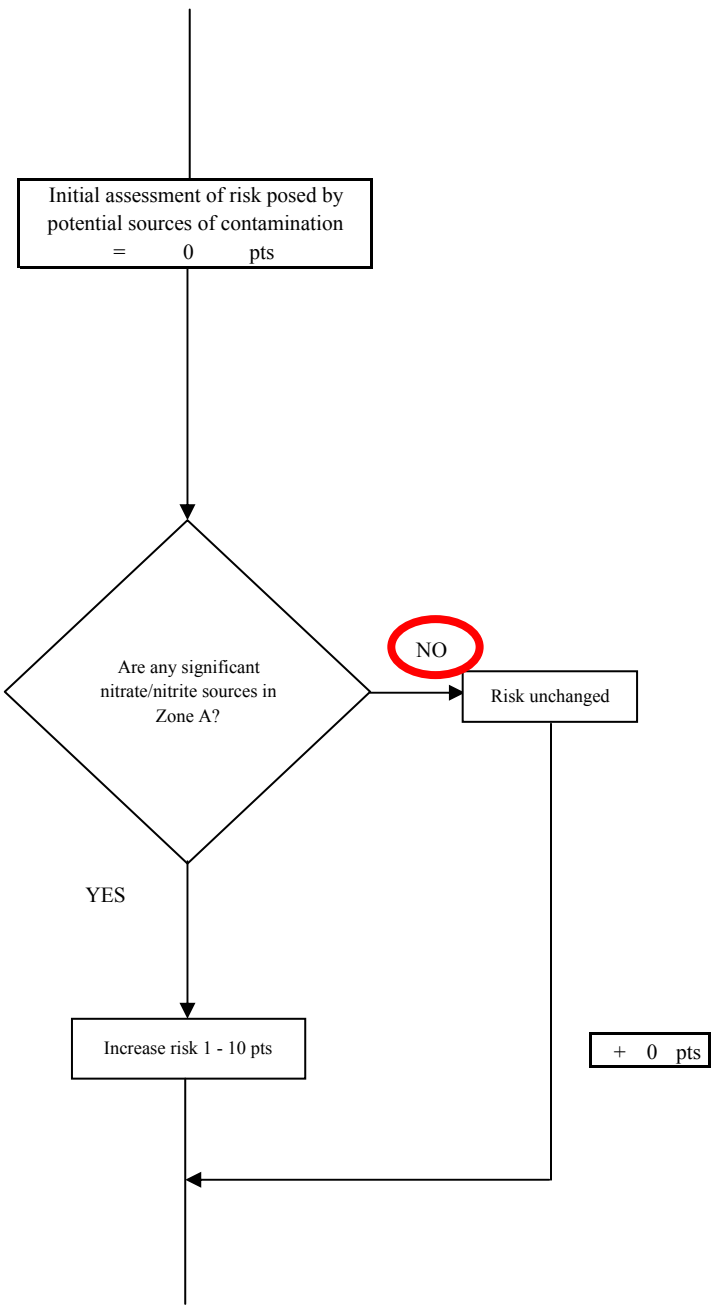 Initial assessment of risk posed by
potential sources of contamination
= 0 pts
Are any significant
nitrate/nitrite sources in
Zone A?
NO
Risk unchanged
YES
Increase risk 1 - 10 pts
+ 0 pts